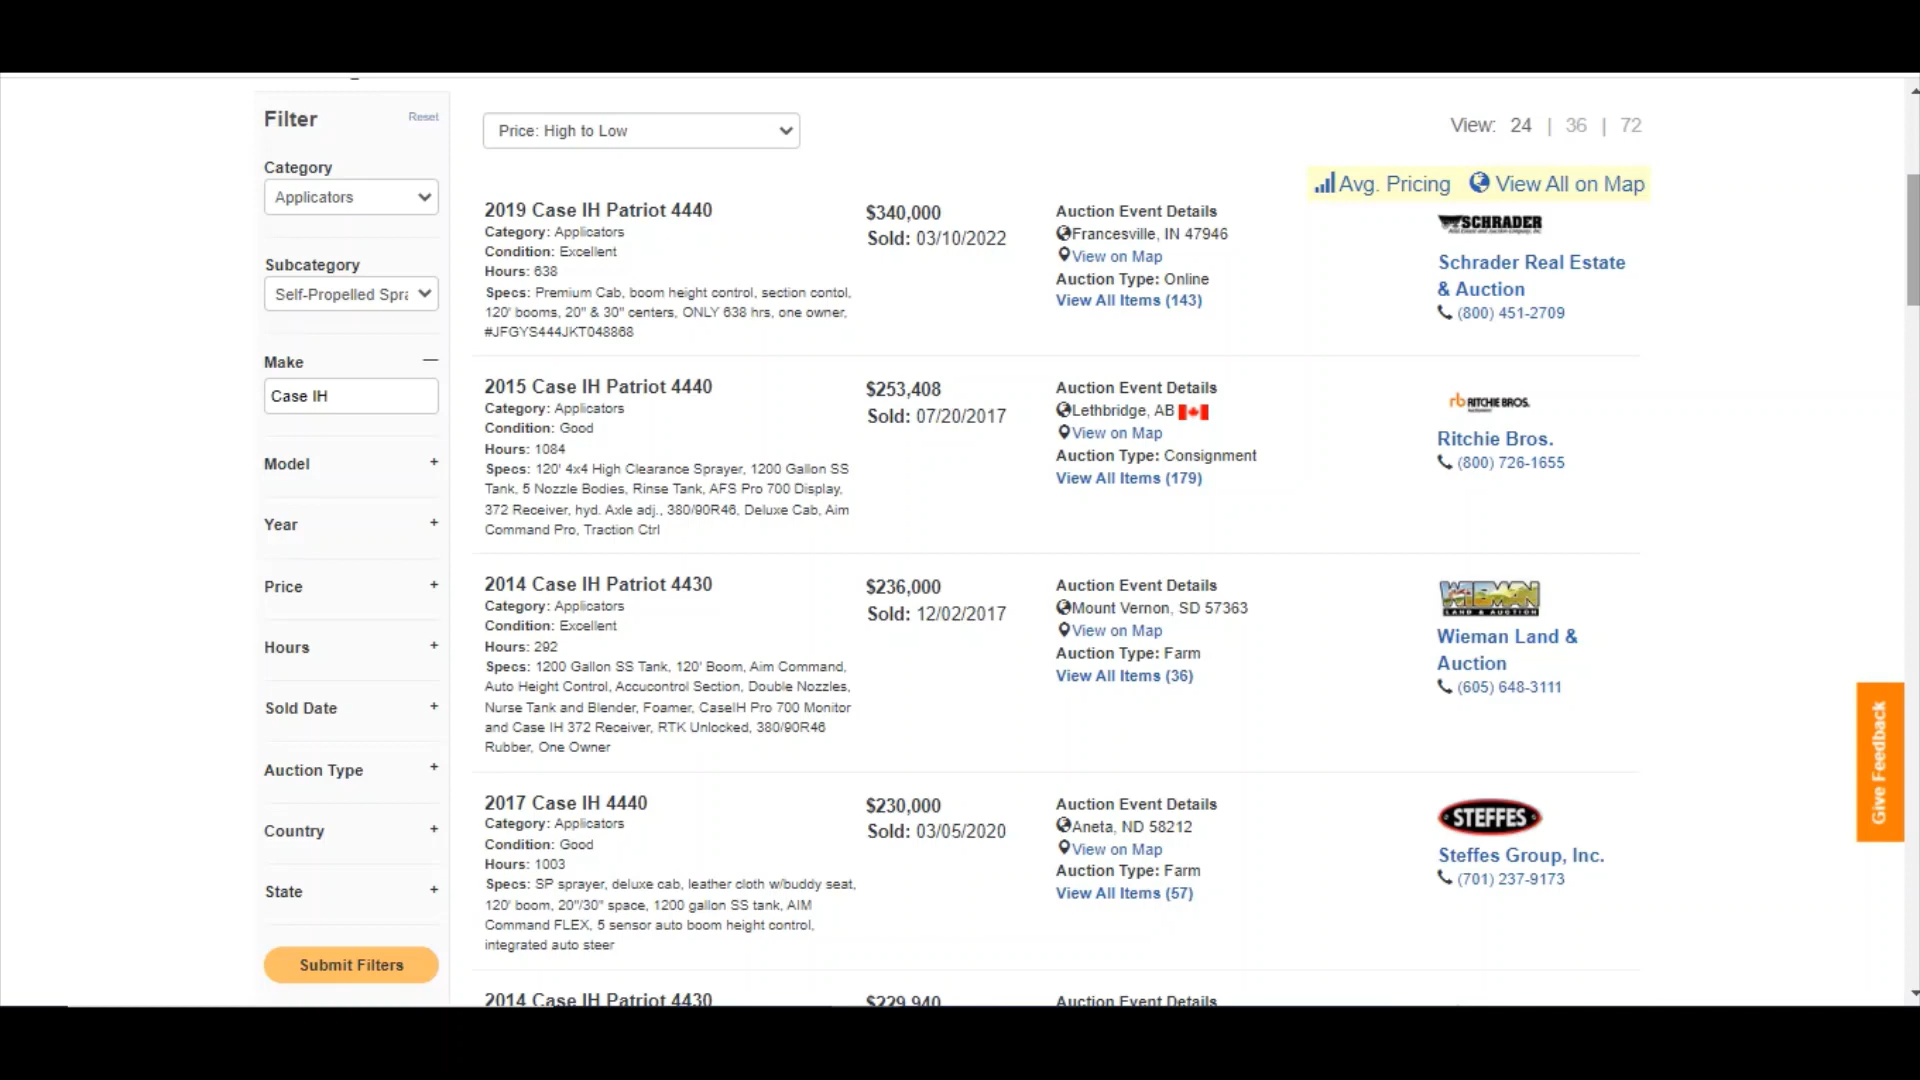 Filter
Reset
Category
Applicators
Subcategory
Self-Propelled Spra
Make
Case IH
Model
Year
Price
Hours
Sold Date
Auction Type
Country
State
Submit Filters
Price: High to Low
View: 24 | 36 | 72
Avg. Pricing View All on Map
2019 Case IH Patriot 4440
Category: Applicators
Condition: Excellent
Hours: 638
Specs: Premium Cab, boom height control, section contol,
120' booms, 20" & 30" centers, ONLY 638 hrs, one owner,
#JFGYS444JKT048868
$340,000
Sold: 03/10/2022
Auction Event Details
Francesville, IN 47946
View on Map
Auction Type: Online
View All Items (143)
SCHRADER
Schrader Real Estate
& Auction
(800) 451-2709
2015 Case IH Patriot 4440
Category: Applicators
Condition: Good
Hours: 1084
Specs: 120' 4x4 High Clearance Sprayer, 1200 Gallon SS
Tank, 5 Nozzle Bodies, Rinse Tank, AFS Pro 700 Display,
372 Receiver, hyd. Axle adj., 380/90R46, Deluxe Cab, Aim
Command Pro, Traction Ctrl
$253,408
Sold: 07/20/2017
Auction Event Details
Lethbridge, AB
View on Map
Auction Type: Consignment
View All Items (179)
rb RITCHIE BROS.
Ritchie Bros.
(800) 726-1655
2014 Case IH Patriot 4430
Category: Applicators
Condition: Excellent
Hours: 292
Specs: 1200 Gallon SS Tank, 120' Boom, Aim Command,
Auto Height Control, Accucontrol Section, Double Nozzles,
Nurse Tank and Blender, Foamer, CaseIH Pro 700 Monitor
and Case IH 372 Receiver, RTK Unlocked, 380/90R46
Rubber, One Owner
$236,000
Sold: 12/02/2017
Auction Event Details
Mount Vernon, SD 57363
View on Map
Auction Type: Farm
View All Items (36)
WIEMAN
LAND & AUCTION
Wieman Land &
Auction
(605) 648-3111
2017 Case IH 4440
Category: Applicators
Condition: Good
Hours: 1003
Specs: SP sprayer, deluxe cab, leather cloth w/buddy seat,
120' boom, 20"/30" space, 1200 gallon SS tank, AIM
Command FLEX, 5 sensor auto boom height control,
integrated auto steer
$230,000
Sold: 03/05/2020
Auction Event Details
Aneta, ND 58212
View on Map
Auction Type: Farm
View All Items (57)
STEFFES
Steffes Group, Inc.
(701) 237-9173
2014 Case IH Patriot 4430
$229,940
Auction Event Details
Give Feedback